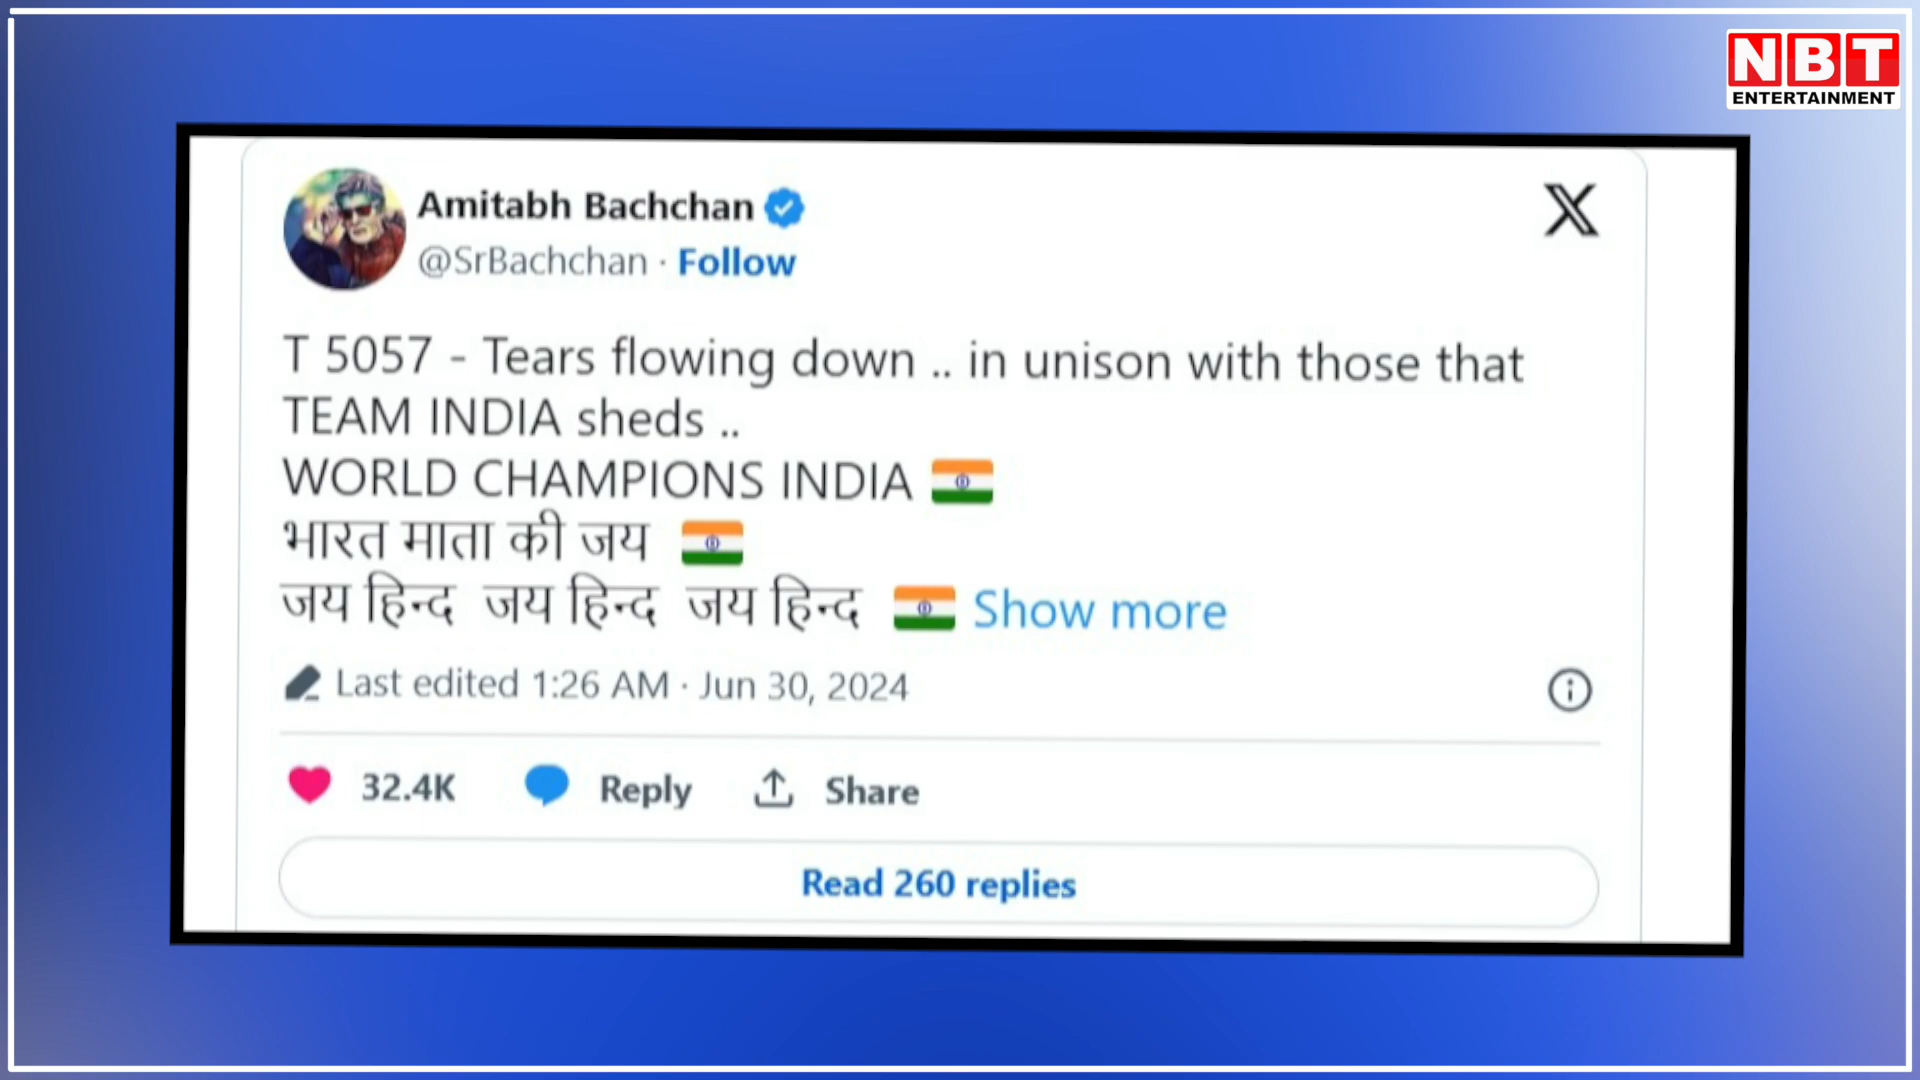 NBT
ENTERTAINMENT
Amitabh Bachchan
@SrBachchan · Follow
T 5057 - Tears flowing down .. in unison with those that
TEAM INDIA sheds ..
WORLD CHAMPIONS INDIA 🇮🇳
भारत माता की जय 🇮🇳
जय हिन्द जय हिन्द जय हिन्द 🇮🇳 Show more
Last edited 1:26 AM · Jun 30, 2024
32.4K Reply Share
Read 260 replies